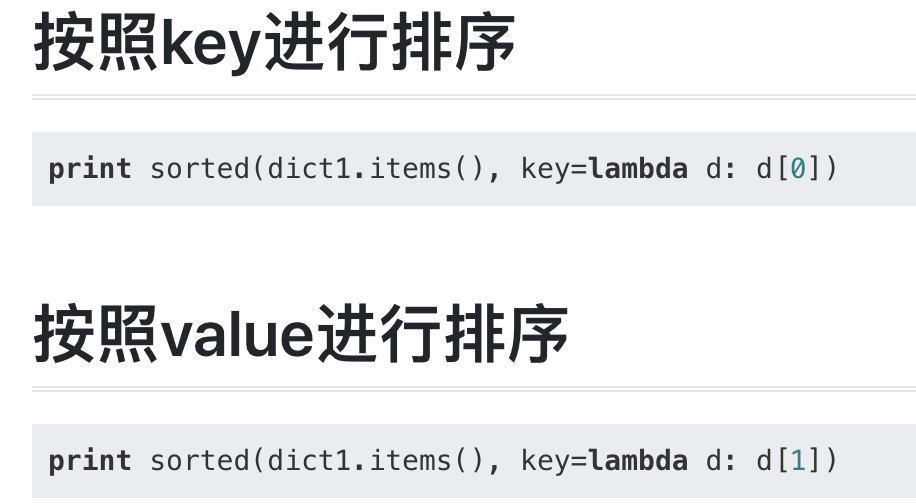 按照key进行排序
print sorted(dict1.items(), key=lambda d: d[0])
按照value进行排序
print sorted(dict1.items(), key=lambda d: d[1])